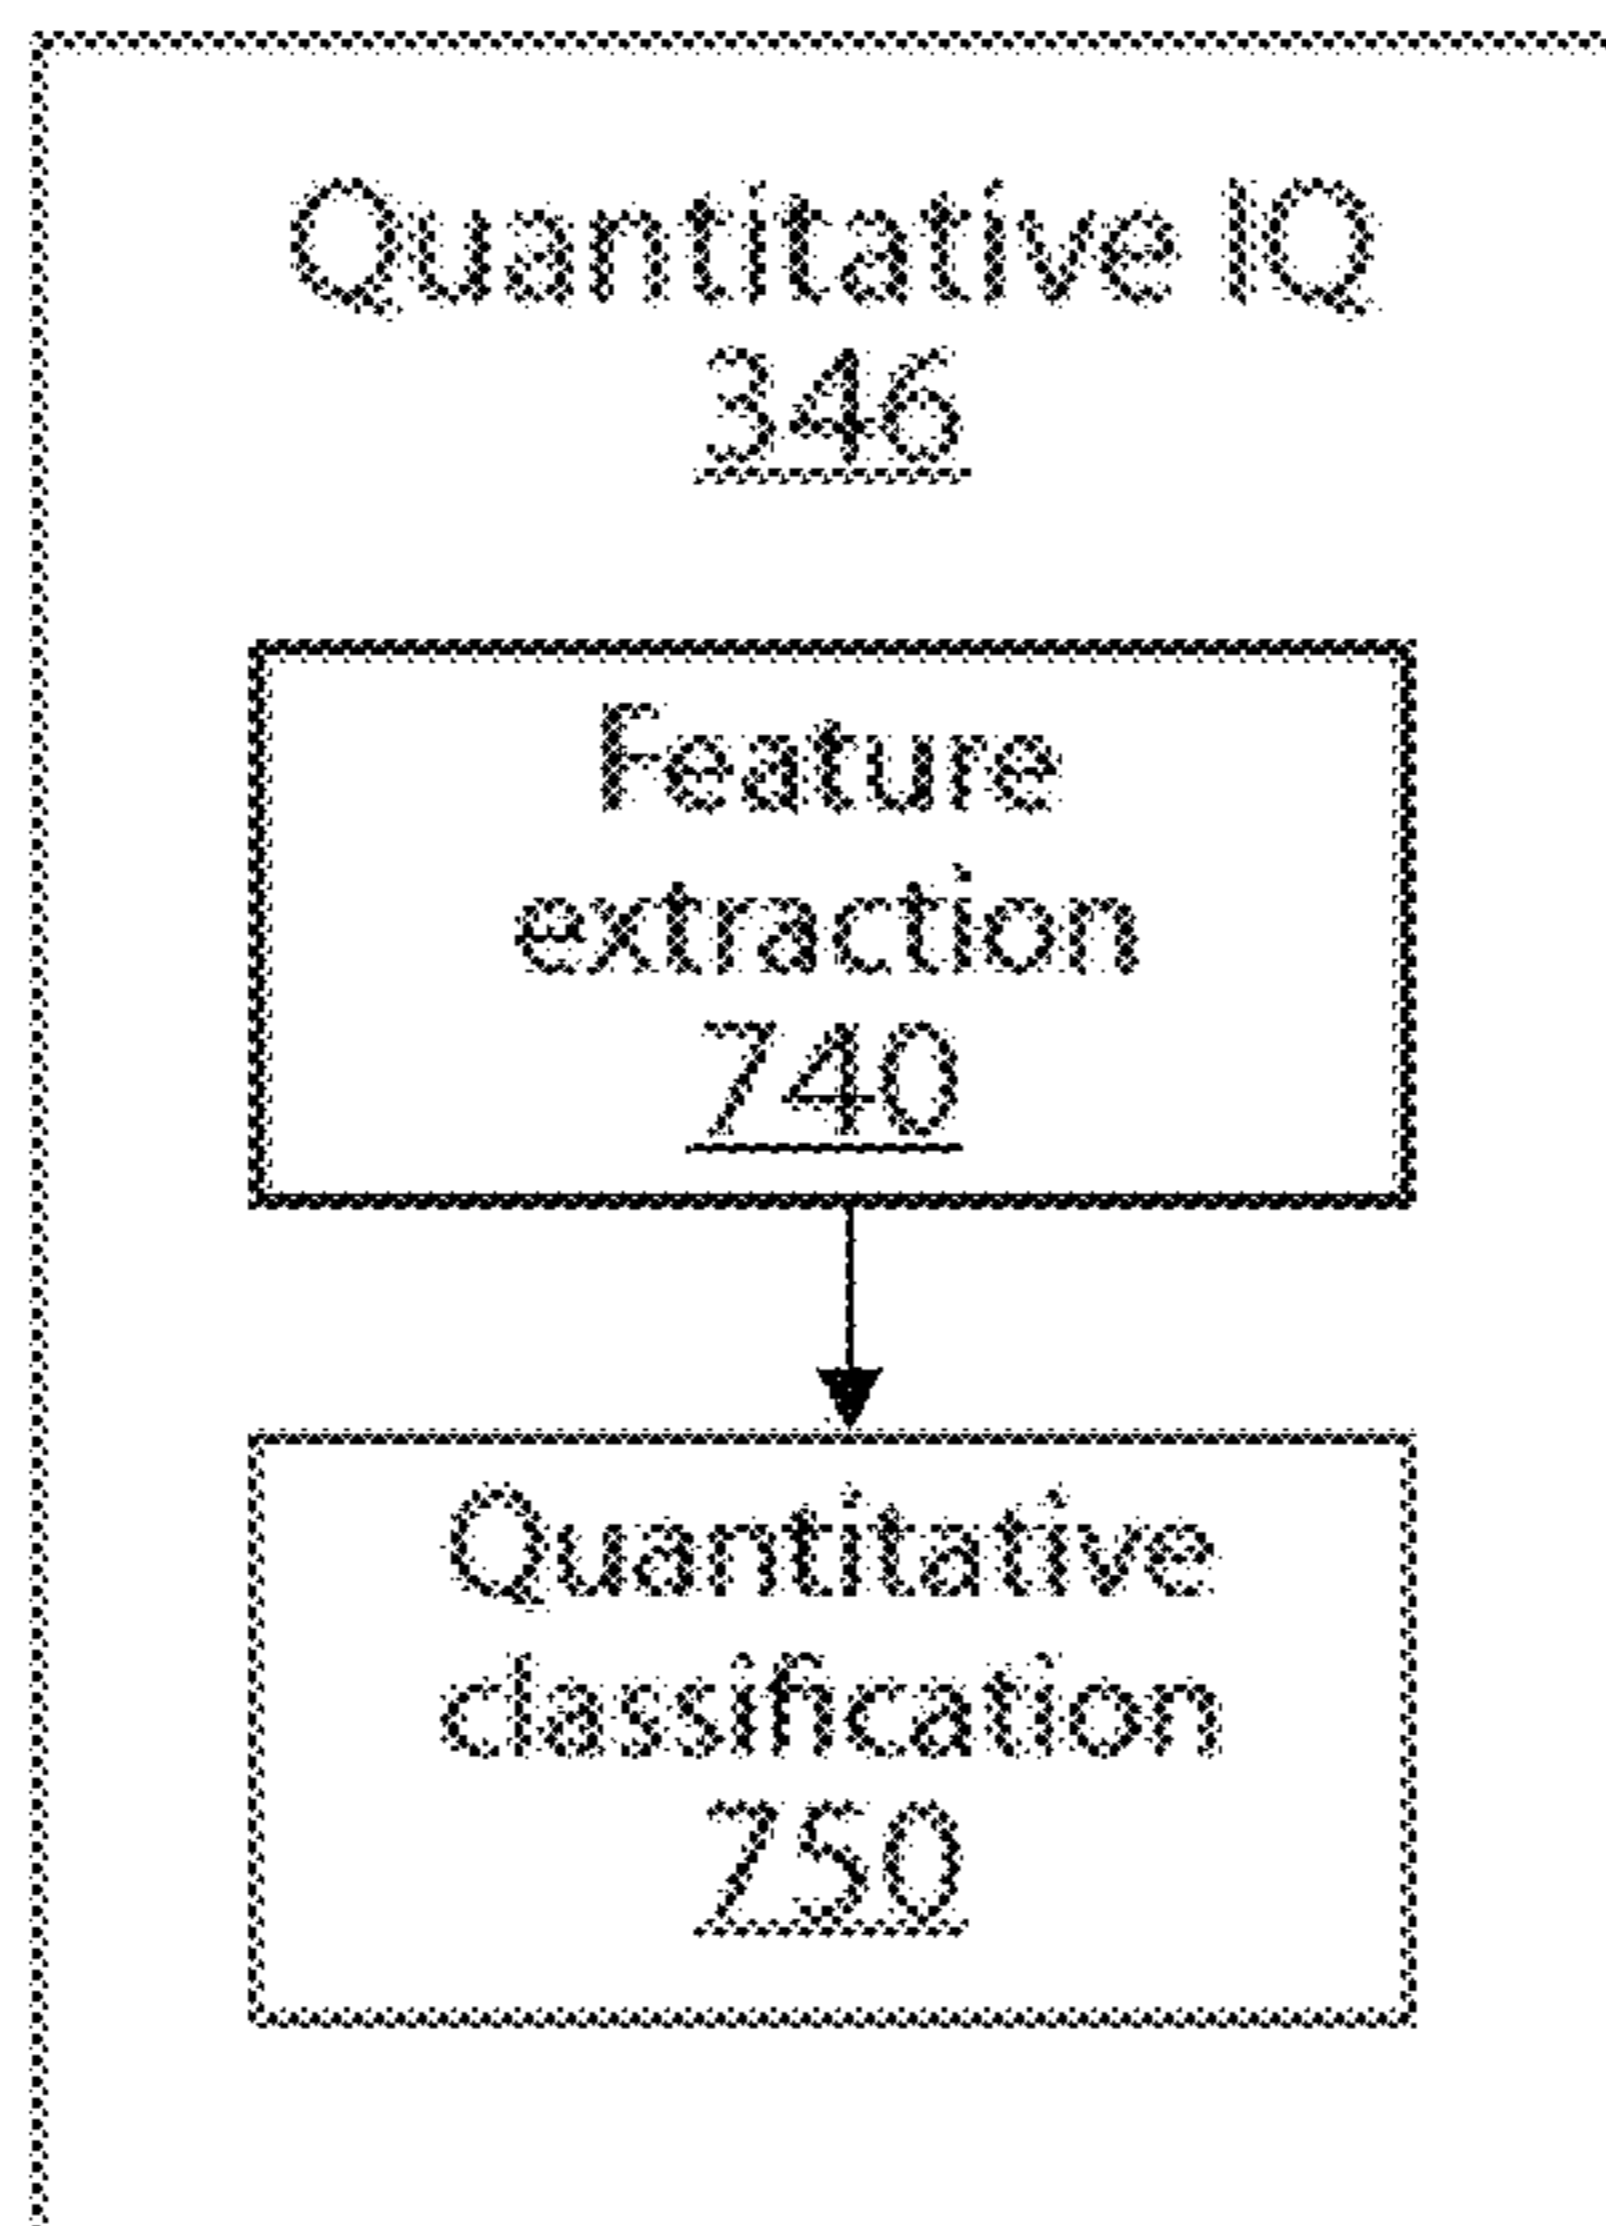 Quantitative IQ
346
Feature
extraction
740
Quantitative
classification
750